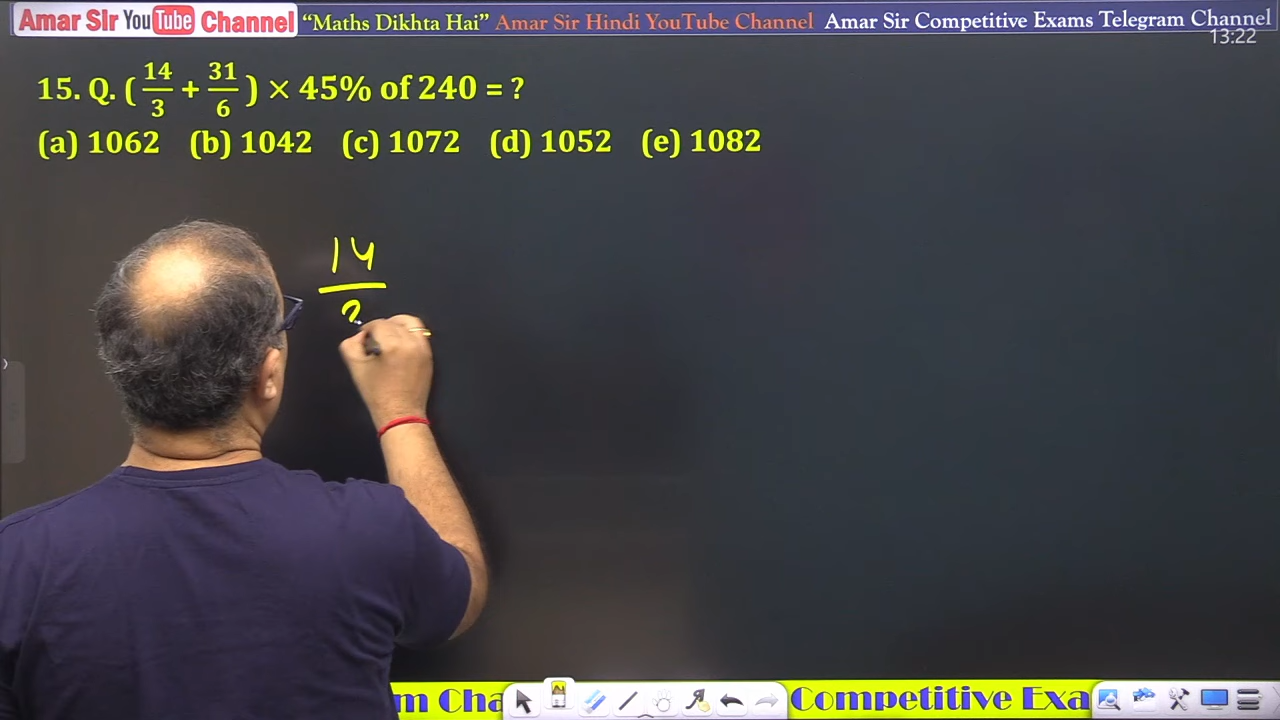 Amar SIr YouTube Channel “Maths Dikhta Hai” Amar Sir Hindi YouTube Channel Amar Sir Competitive Exams Telegram Channel
13:22
15. Q. (14/3 + 31/6) × 45% of 240 = ?
(a) 1062 (b) 1042 (c) 1072 (d) 1052 (e) 1082
14
m Cha Competitive Exa